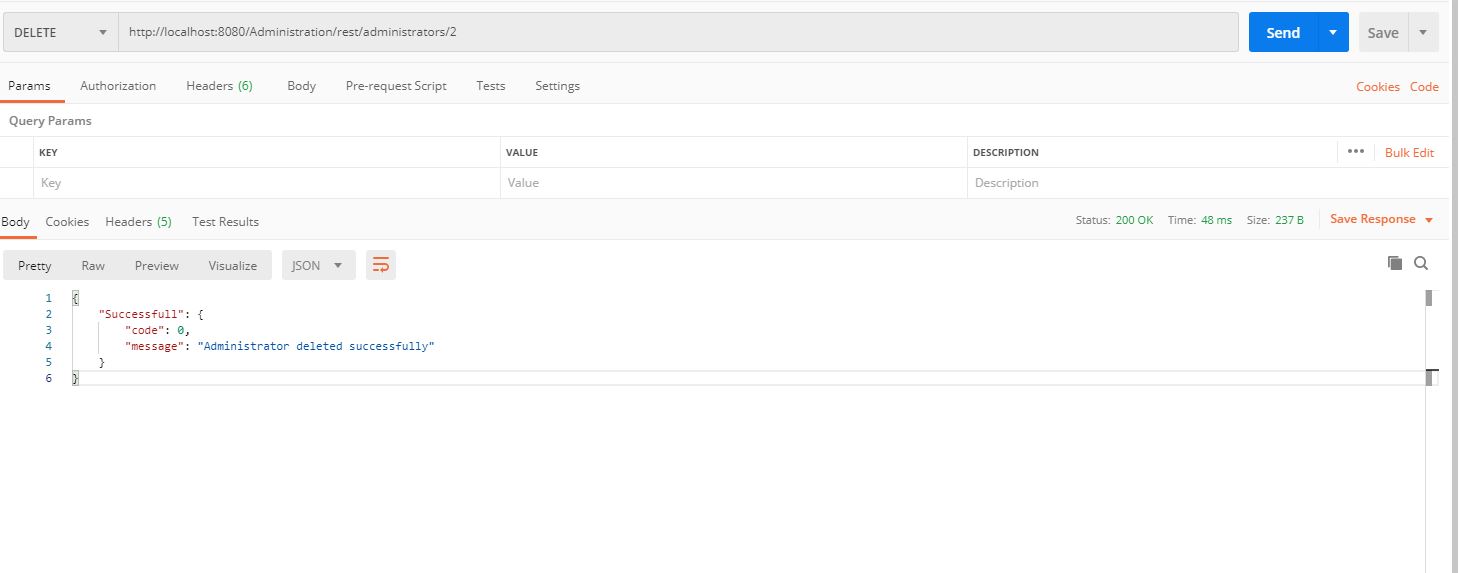 DELETE http://localhost:8080/Administration/rest/administrators/2 Send Save
Params Authorization Headers (6) Body Pre-request Script Tests Settings Cookies Code
Query Params
KEY VALUE DESCRIPTION ••• Bulk Edit
Key Value Description
Body Cookies Headers (5) Test Results Status: 200 OK Time: 48 ms Size: 237 B Save Response
Pretty Raw Preview Visualize JSON
1 {
2 "Successfull": {
3 "code": 0,
4 "message": "Administrator deleted successfully"
5 }
6 }